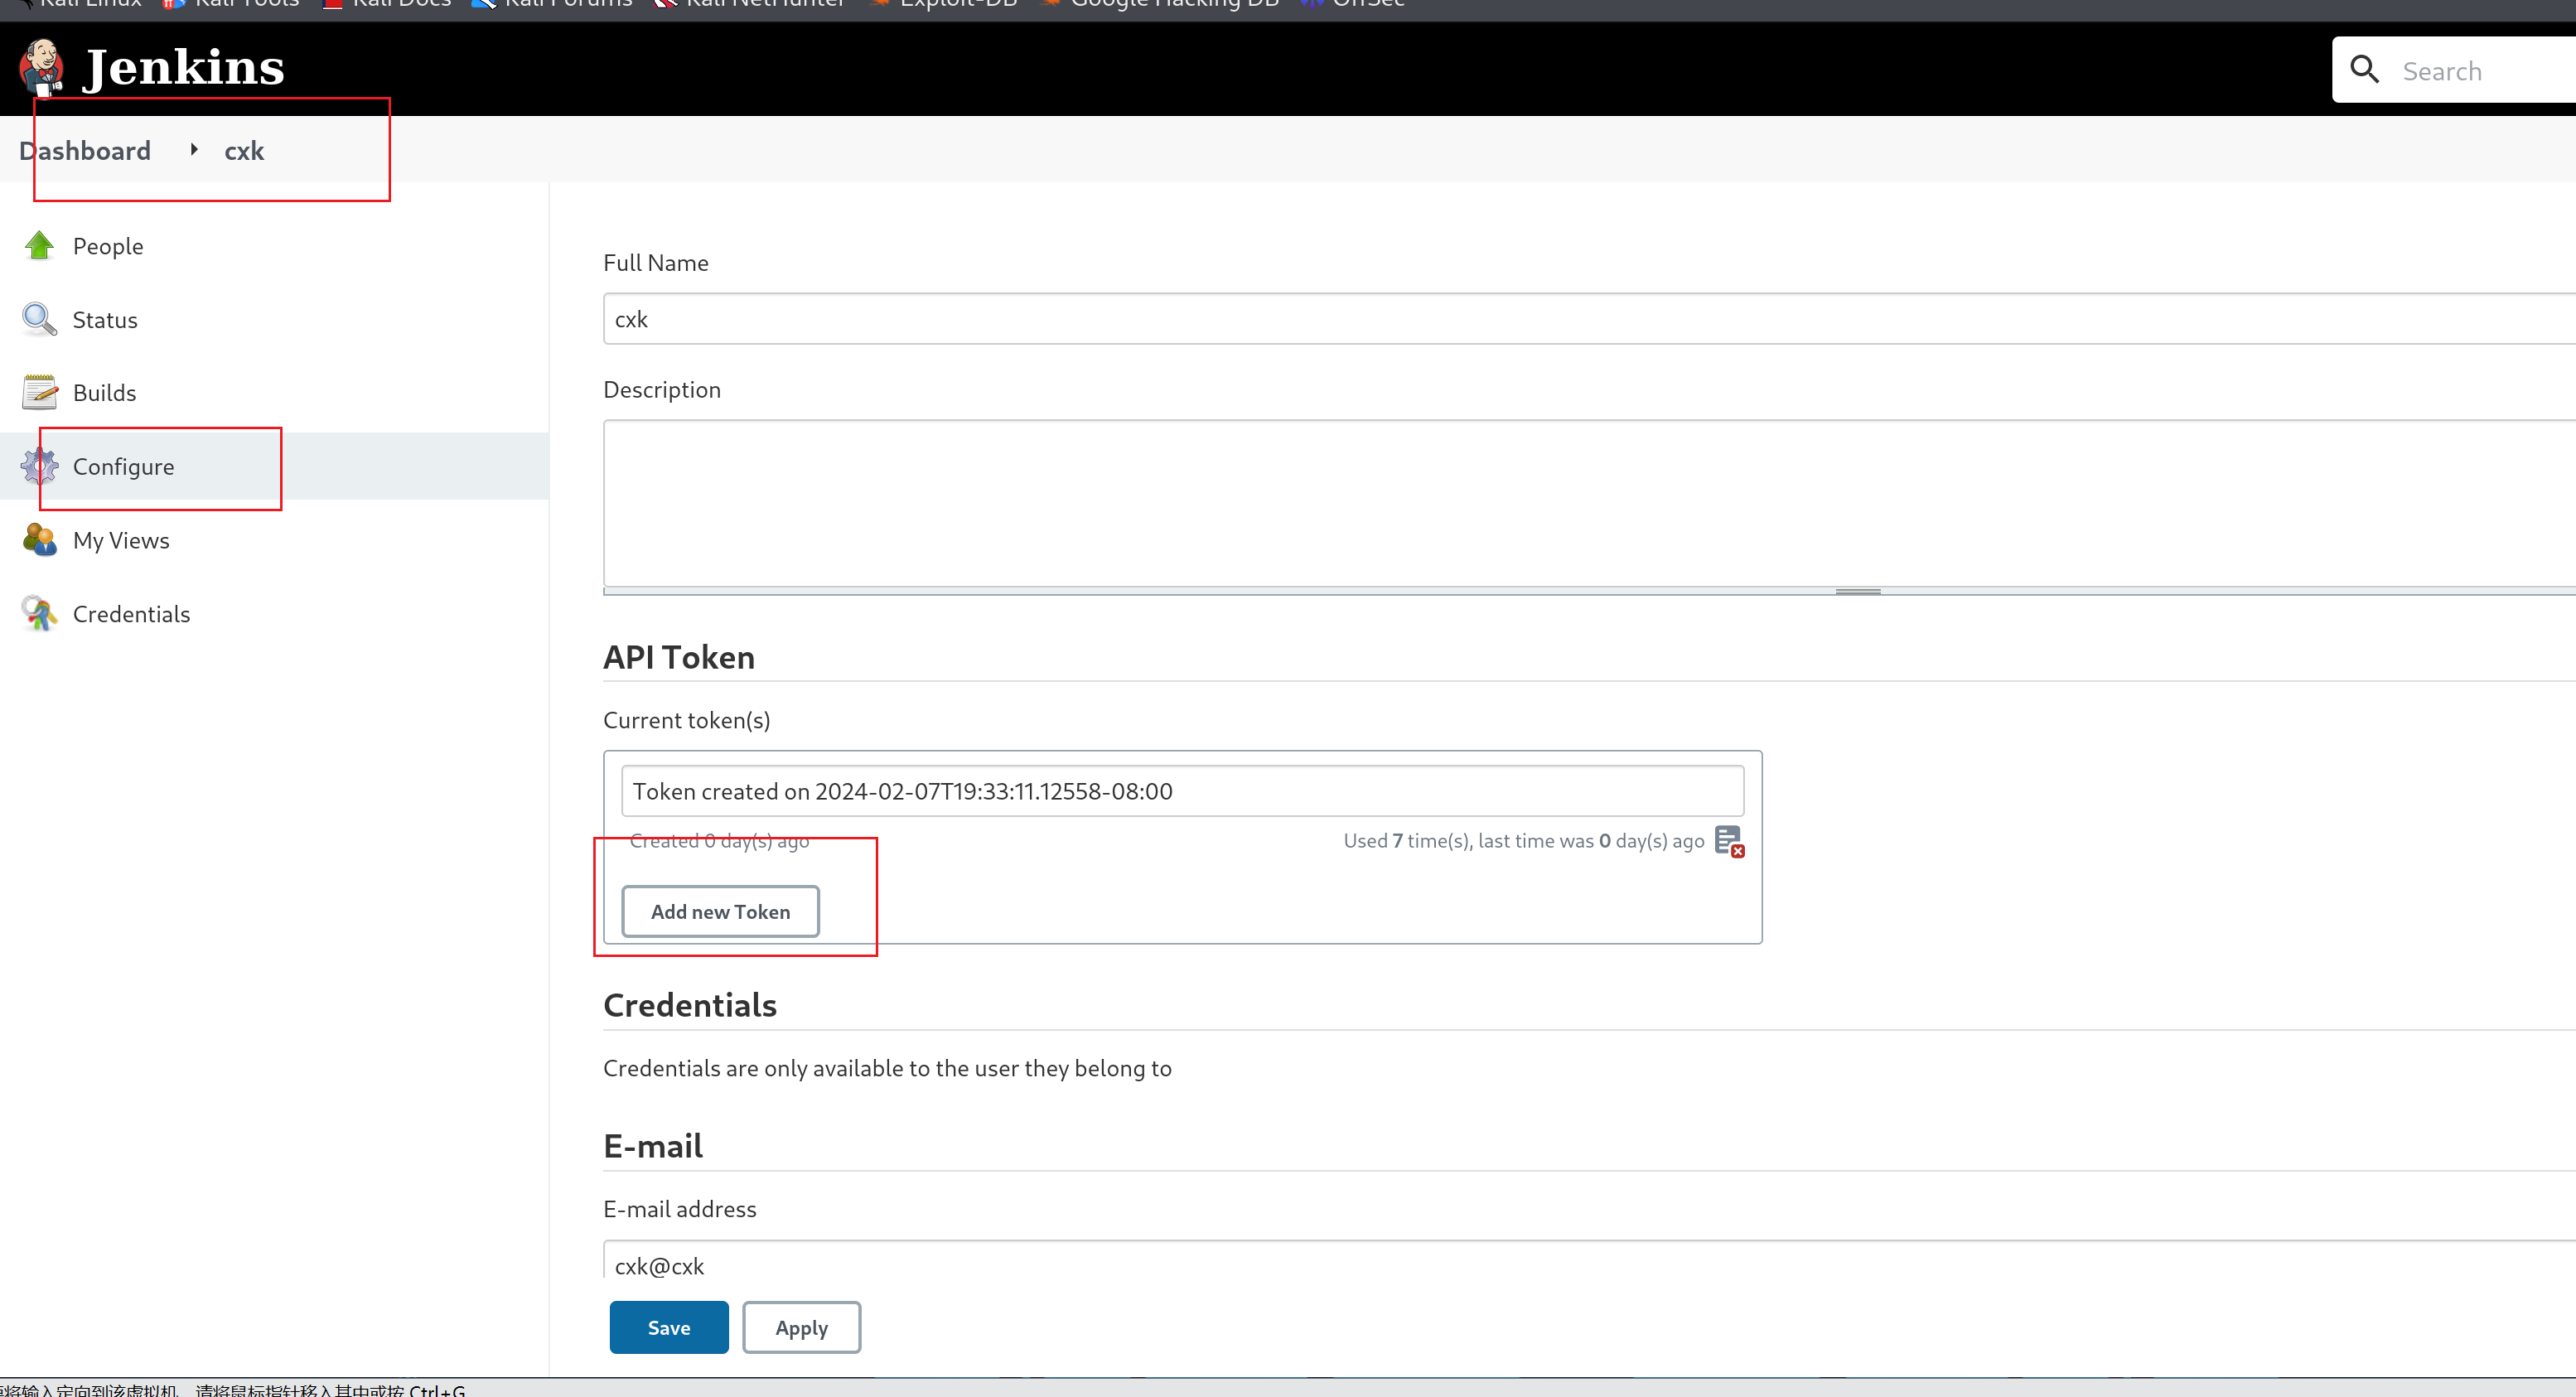 Kali Linux Kali Tools Kali Docs Kali Forums Kali NetHunter Exploit-DB Google Hacking DB OffSec
Jenkins
Search
Dashboard cxk
People
Status
Builds
Configure
My Views
Credentials
Full Name
cxk
Description
API Token
Current token(s)
Token created on 2024-02-07T19:33:11.12558-08:00
Created 0 day(s) ago
Used 7 time(s), last time was 0 day(s) ago
Add new Token
Credentials
Credentials are only available to the user they belong to
E-mail
E-mail address
cxk@cxk
Save
Apply
将输入定向到该虚拟机，请将鼠标指针移入其中或按 Ctrl+G